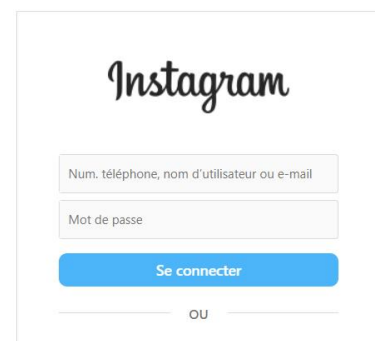 Instagram
Num. téléphone, nom d'utilisateur ou e-mail
Mot de passe
Se connecter
OU